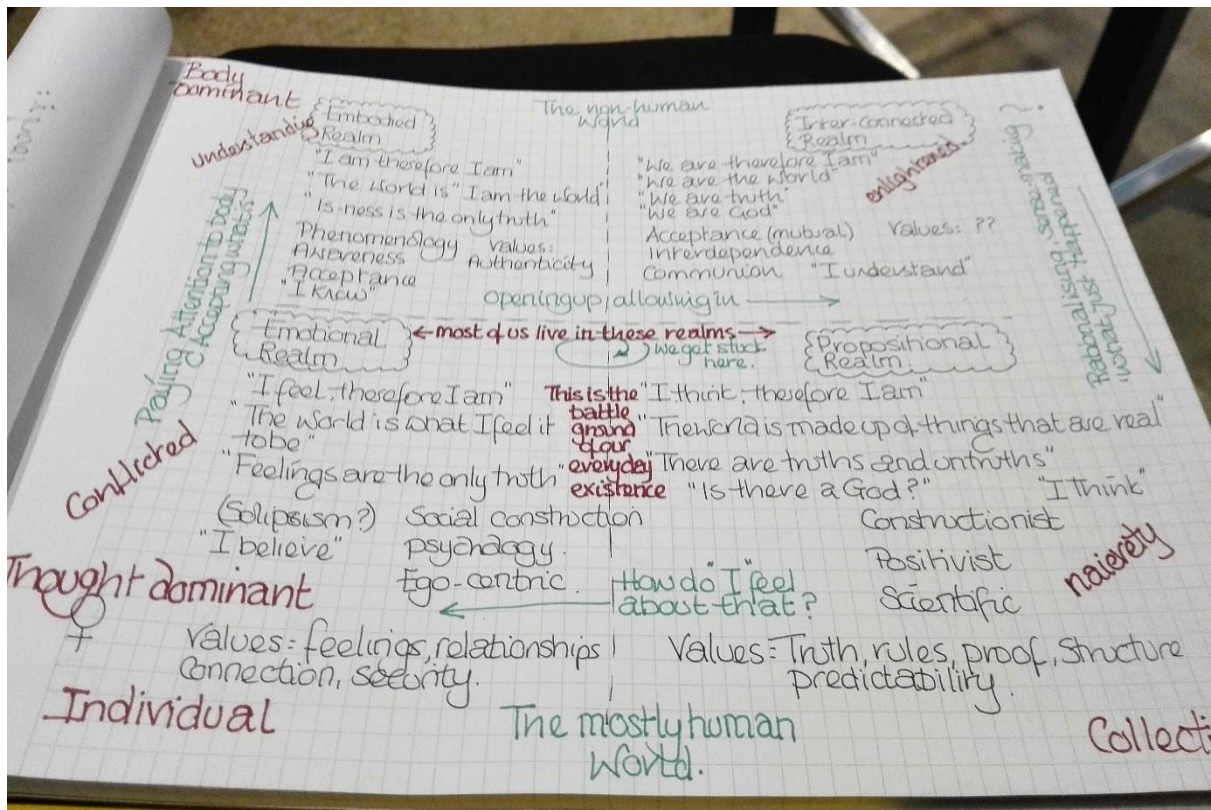 Body
Dominant
The non-human
World
Embodied
Realm
Inter-connected
Realm
understanding
enlightened
"I am therefore I am"
"The World is" "I am the World"
"Is-ness is the only truth"
Phenomenology
Awareness
Acceptance
"I know"
Values:
Authenticity
"We are therefore I am"
"We are the World"
"We are truth"
"We are God"
Acceptance (mutual)
Interdependence
Communion "I understand"
Values: ??
Paying Attention to body
& Accepting what is
opening up, allowing in
Rationalising, sense-making
'what just happened
?
Emotional
Realm
←most of us live in these realms→
we get stuck
here.
Propositional
Realm.
"I feel, therefore I am"
"The World is what I feel it
to be"
"Feelings are the only truth"
This is the
battle
ground
of our
everyday
existence
"I think, therefore I am"
"The world is made up of things that are real"
"There are truths and untruths"
"Is there a God?"
"I Think"
Conflicted
(Solipsism?)
"I believe"
Social construction
psychology.
Ego-centric.
Constructionist
Positivist
Scientific
naierety
Thought dominant
How do "I" feel
about that?
♀
Values: feelings, relationships
Connection, security.
Values: Truth, rules, proof, structure
predictability.
Individual
The mostly human
World.
Collecti